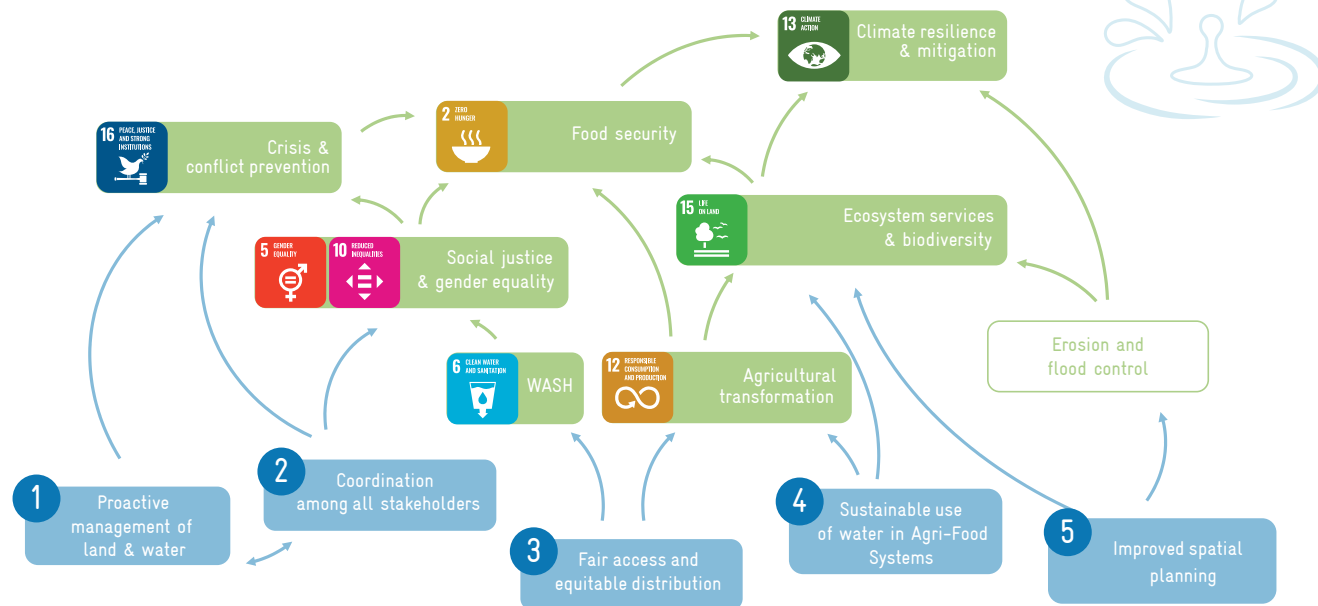 13 CLIMATE
ACTION
Climate resilience
& mitigation
2 ZERO
HUNGER
Food security
16 PEACE, JUSTICE
AND STRONG
INSTITUTIONS
Crisis &
conflict prevention
15 LIFE
ON LAND
Ecosystem services
& biodiversity
5 GENDER
EQUALITY
10 REDUCED
INEQUALITIES
Social justice
& gender equality
Erosion and
flood control
6 CLEAN WATER
AND SANITATION
WASH
12 RESPONSIBLE
CONSUMPTION
AND PRODUCTION
Agricultural
transformation
1
Proactive
management of
land & water
2
Coordination
among all stakeholders
3
Fair access and
equitable distribution
4
Sustainable use
of water in Agri-Food
Systems
5
Improved spatial
planning